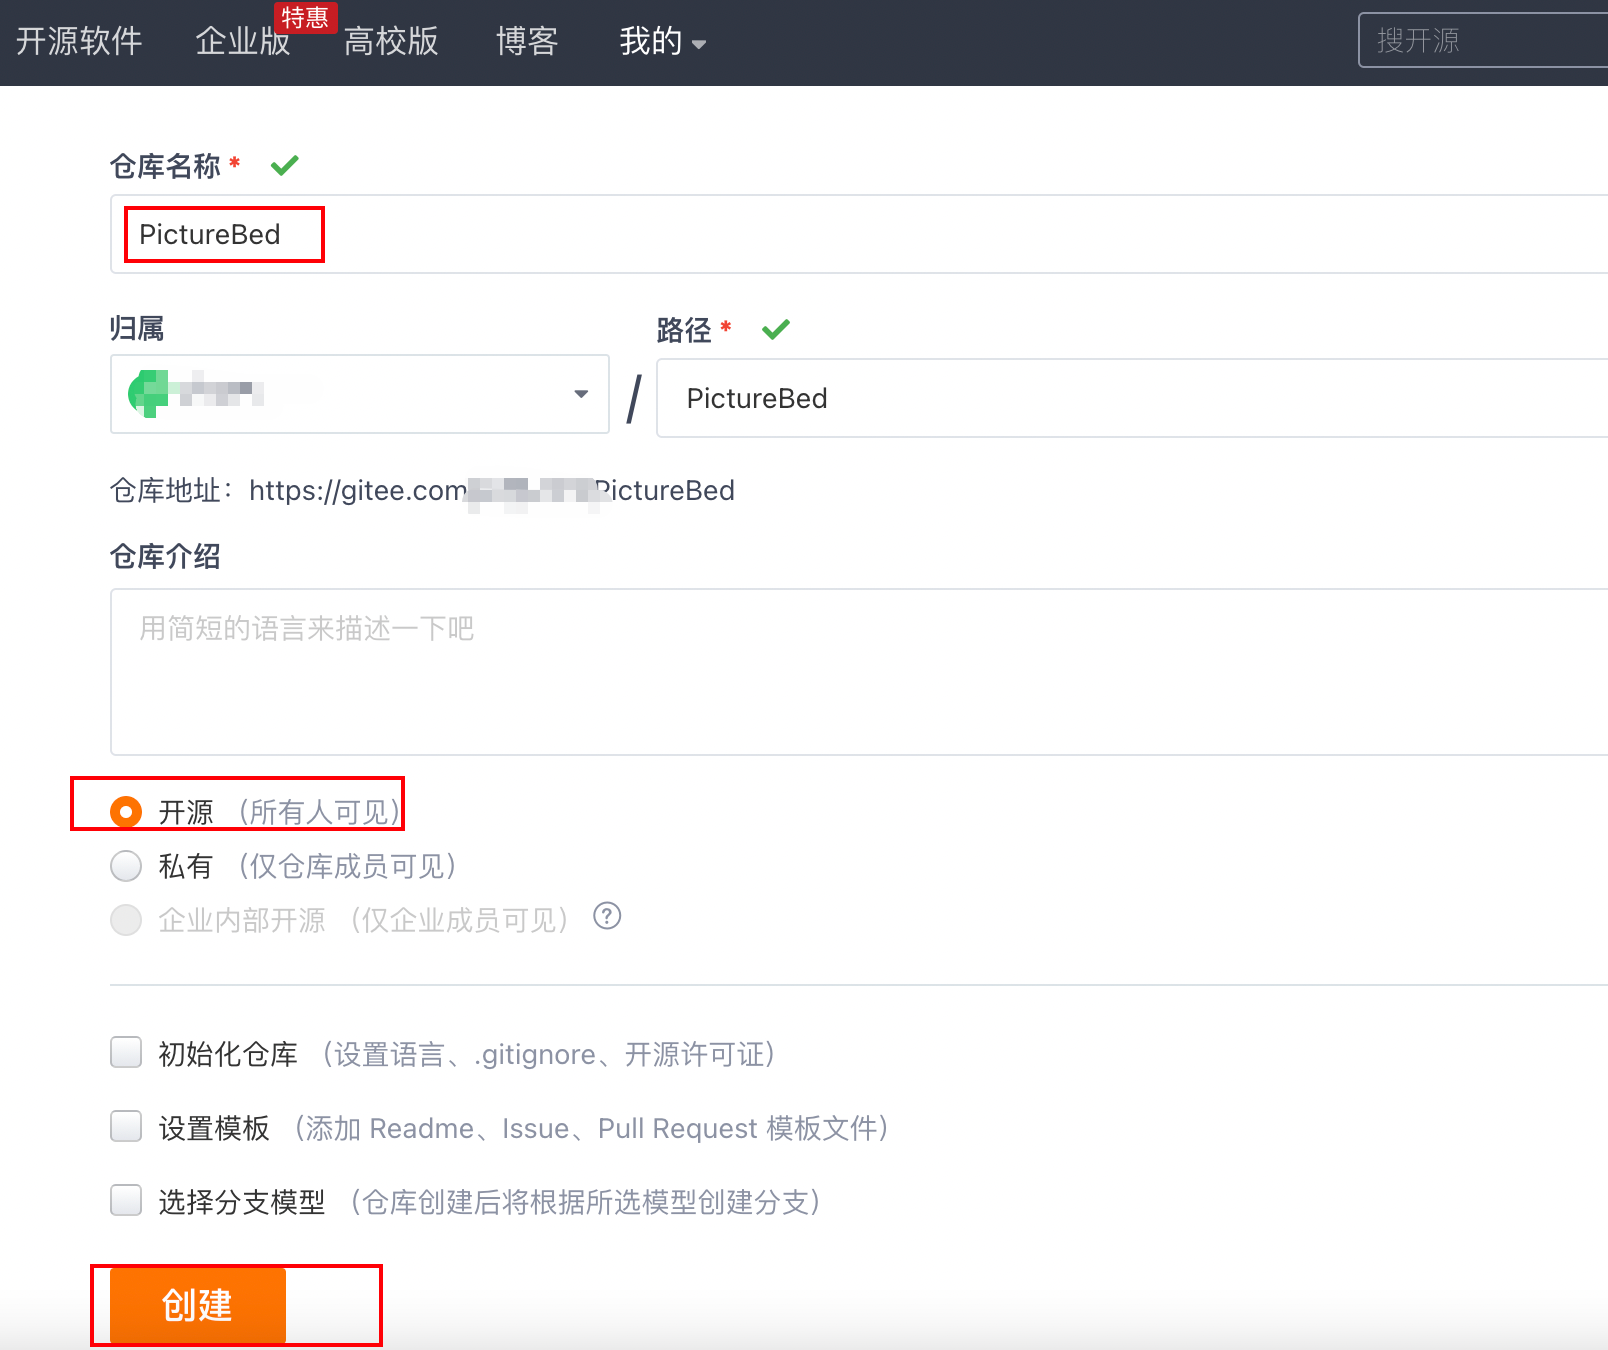 开源软件 企业版 特惠 高校版 博客 我的 搜开源
仓库名称 *
PictureBed
归属 路径 *
/ PictureBed
仓库地址：https://gitee.com PictureBed
仓库介绍
用简短的语言来描述一下吧
开源 （所有人可见）
私有 （仅仓库成员可见）
企业内部开源 （仅企业成员可见） ?
初始化仓库 （设置语言、.gitignore、开源许可证）
设置模板 （添加 Readme、Issue、Pull Request 模板文件）
选择分支模型 （仓库创建后将根据所选模型创建分支）
创建